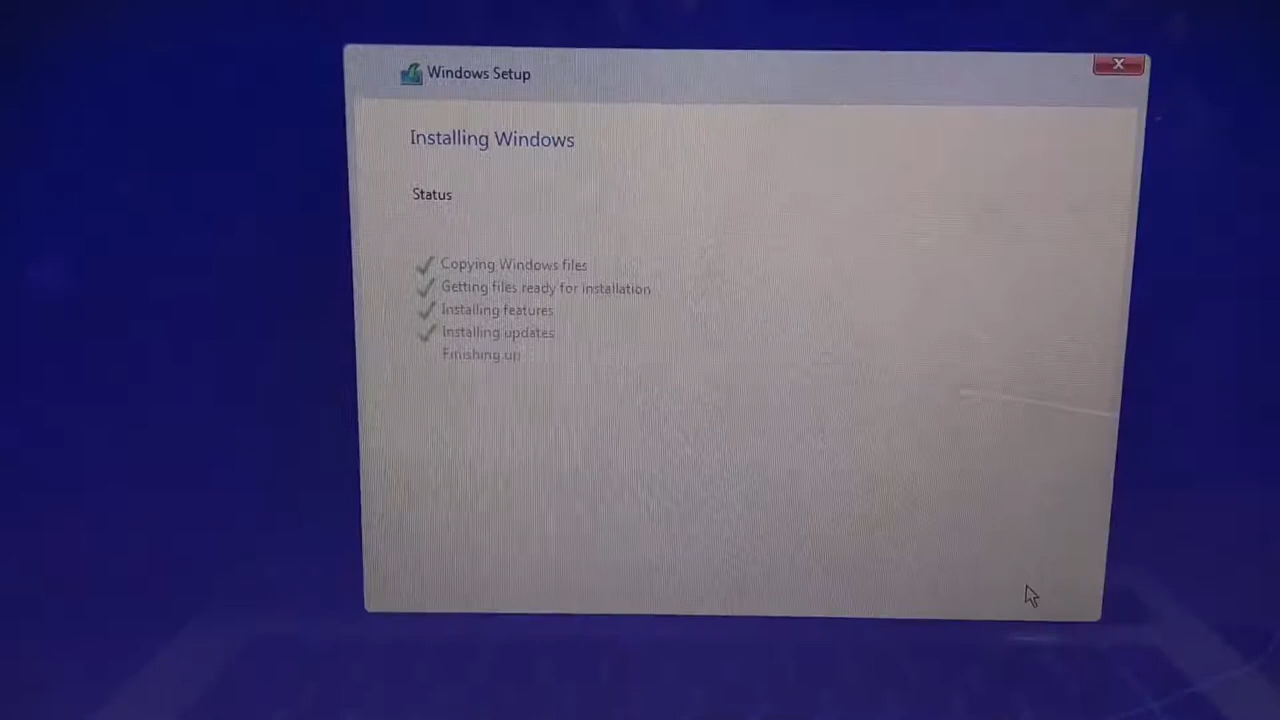 Windows Setup
Installing Windows
Status
Copying Windows files
Getting files ready for installation
Installing features
Installing updates
Finishing up